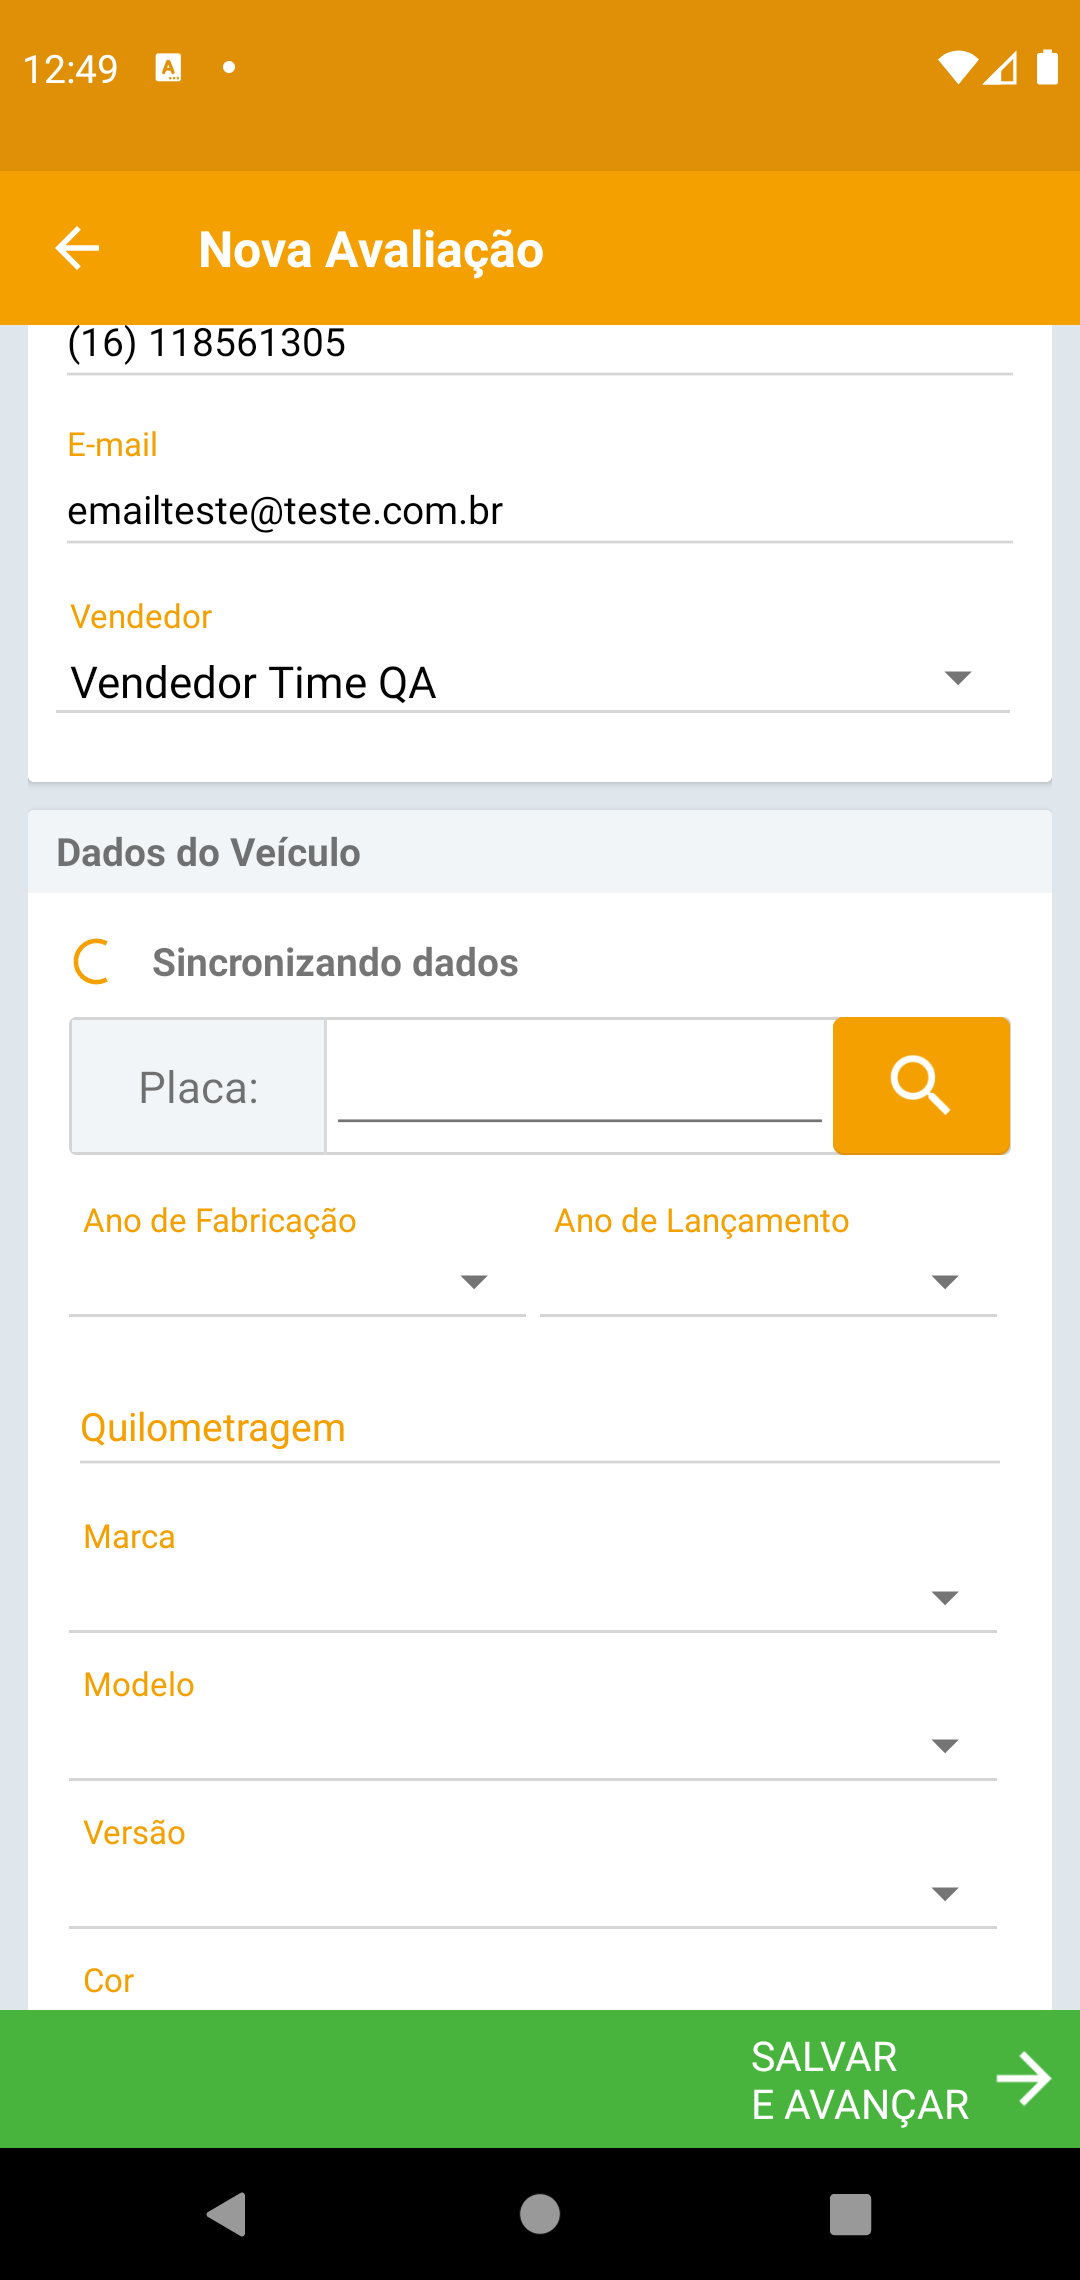 12:49
Nova Avaliação
(16) 118561305
E-mail
emailteste@teste.com.br
Vendedor
Vendedor Time QA
Dados do Veículo
Sincronizando dados
Placa:
Ano de Fabricação
Ano de Lançamento
Quilometragem
Marca
Modelo
Versão
Cor
SALVAR
E AVANÇAR